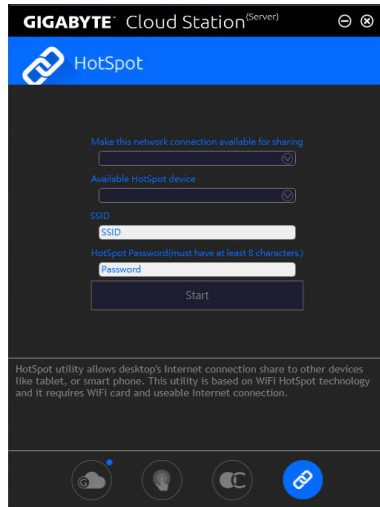 GIGABYTE™ Cloud Station(Server)
HotSpot
Make this network connection available for sharing
Available HotSpot device
SSID
SSID
HotSpot Password(must have at least 8 characters.)
Password
Start
HotSpot utility allows desktop's Internet connection share to other devices
like tablet, or smart phone. This utility is based on WiFi HotSpot technology
and it requires WiFi card and useable Internet connection.